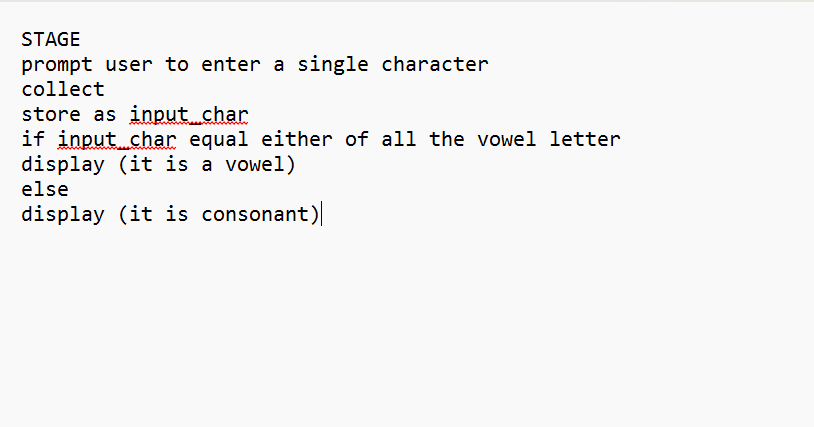 STAGE
prompt user to enter a single character
collect
store as input_char
if input_char equal either of all the vowel letter
display (it is a vowel)
else
display (it is consonant)